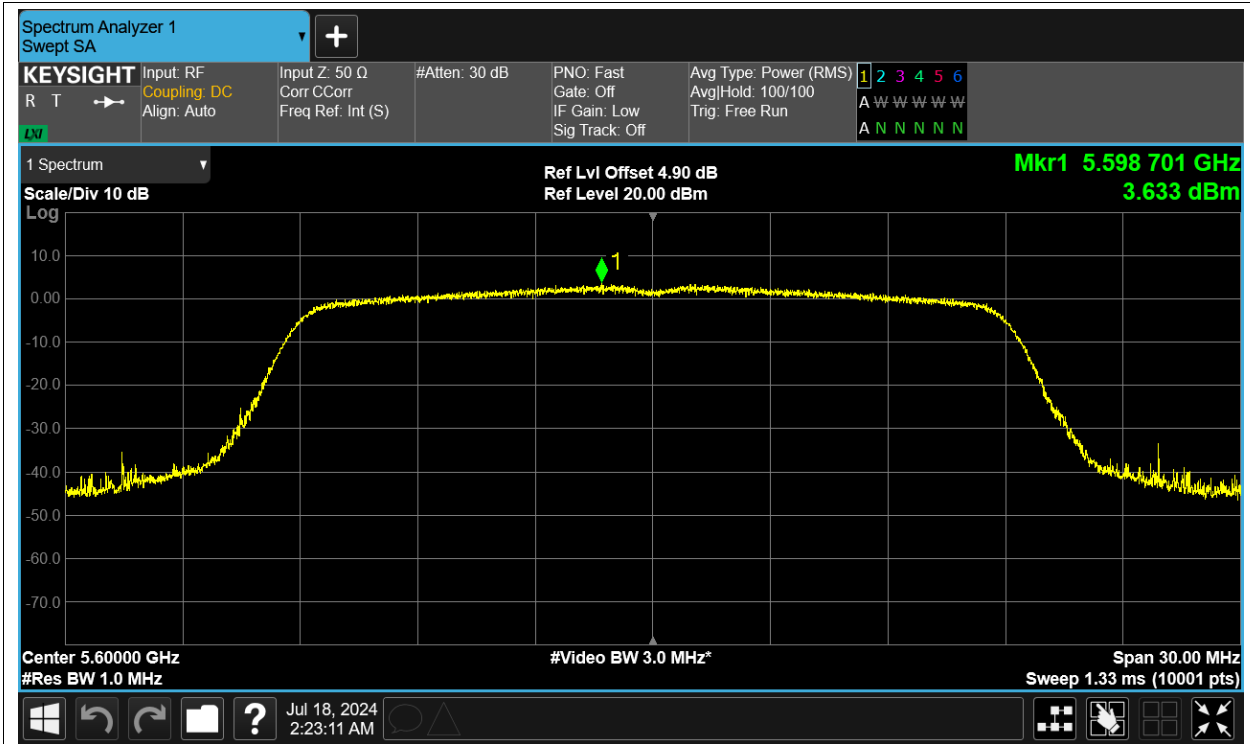 Spectrum Analyzer 1
Swept SA
KEYSIGHT
R T
LXI
Input: RF
Coupling: DC
Align: Auto
Input Z: 50 Ω
Corr CCorr
Freq Ref: Int (S)
#Atten: 30 dB
PNO: Fast
Gate: Off
IF Gain: Low
Sig Track: Off
Avg Type: Power (RMS)
Avg|Hold: 100/100
Trig: Free Run
1 2 3 4 5 6
A W W W W W
A N N N N N
1 Spectrum
Scale/Div 10 dB
Log
Ref Lvl Offset 4.90 dB
Ref Level 20.00 dBm
Mkr1 5.598 701 GHz
3.633 dBm
1
10.0
0.00
-10.0
-20.0
-30.0
-40.0
-50.0
-60.0
-70.0
Center 5.60000 GHz
#Res BW 1.0 MHz
#Video BW 3.0 MHz*
Span 30.00 MHz
Sweep 1.33 ms (10001 pts)
?
Jul 18, 2024
2:23:11 AM